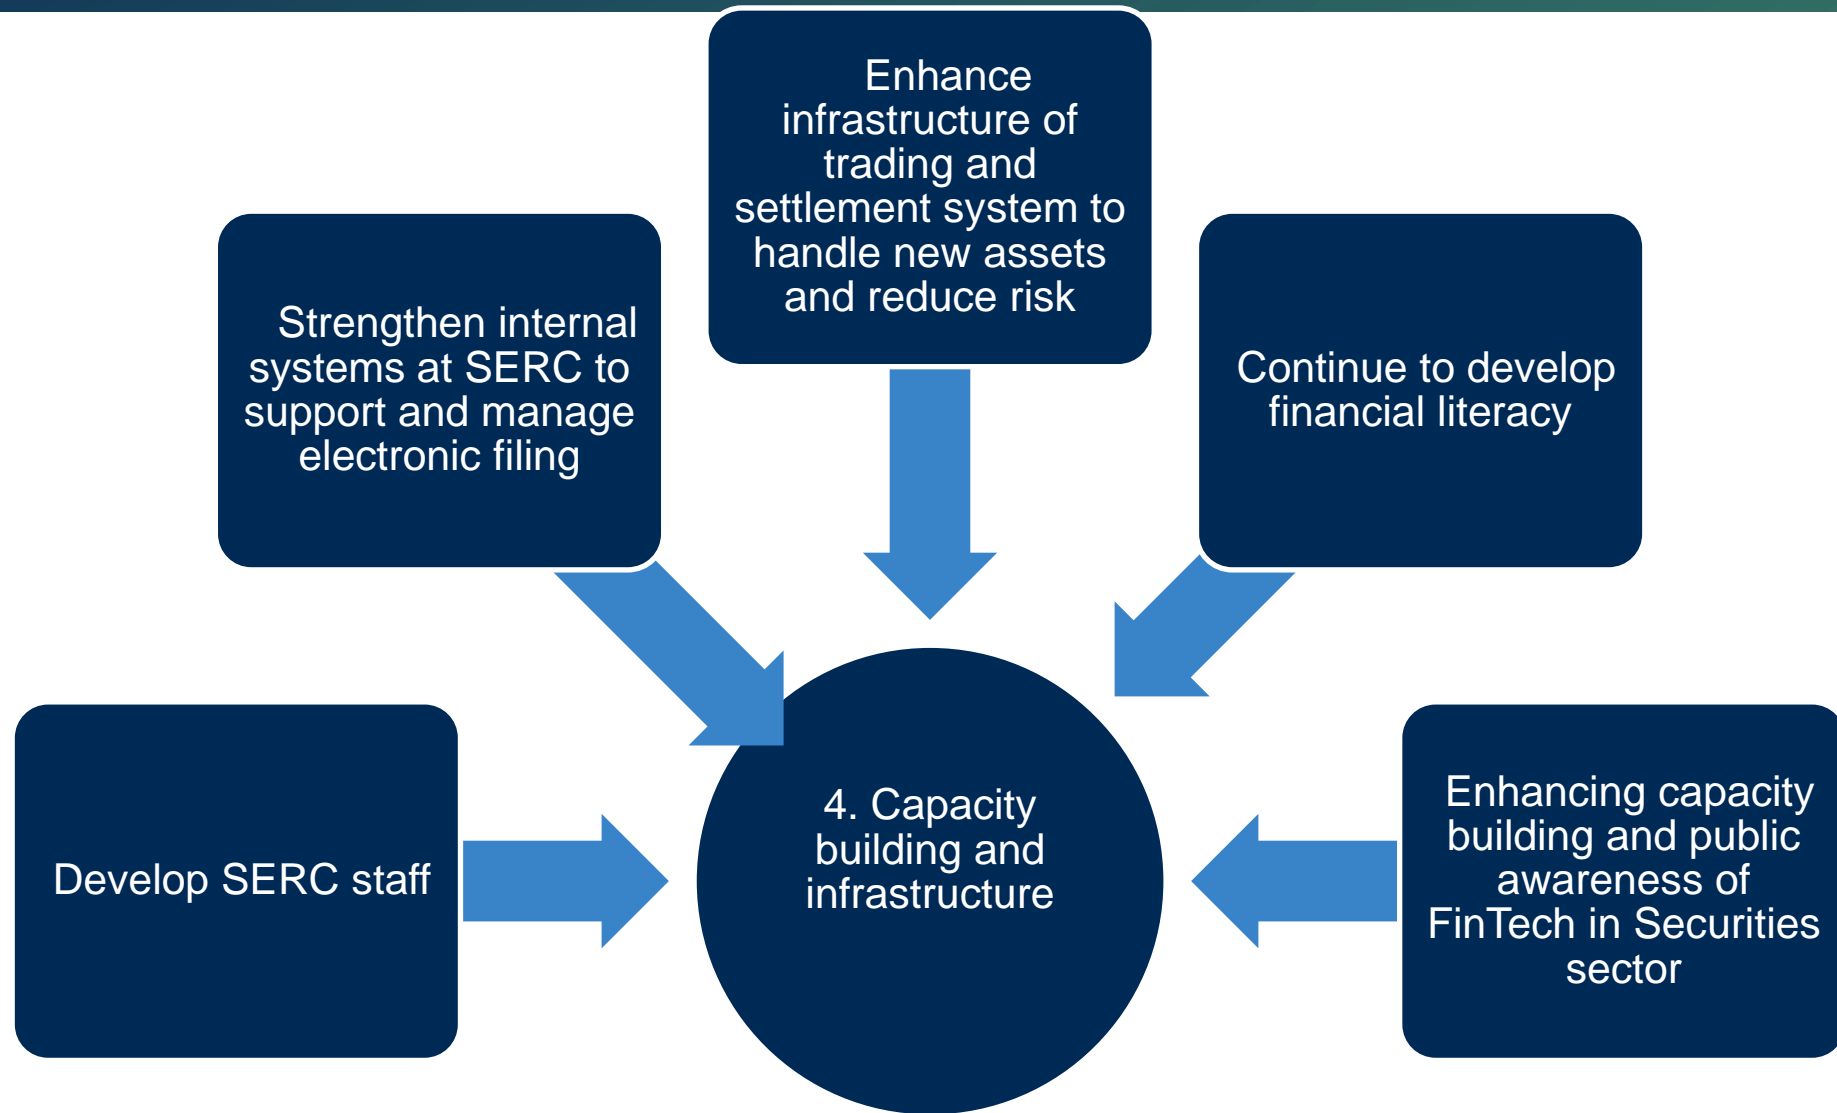 Enhance
infrastructure of
trading and
settlement system to
handle new assets
and reduce risk
Strengthen internal
systems at SERC to
support and manage
electronic filing
Continue to develop
financial literacy
Develop SERC staff
4. Capacity
building and
infrastructure
Enhancing capacity
building and public
awareness of
FinTech in Securities
sector